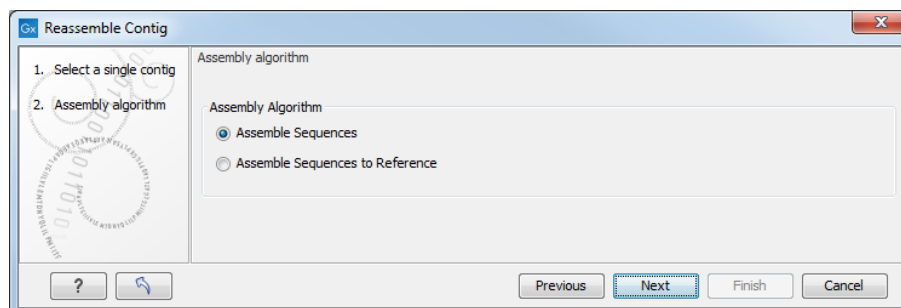 Gx Reassemble Contig
1. Select a single contig
2. Assembly algorithm
Assembly algorithm
Assembly Algorithm
Assemble Sequences
Assemble Sequences to Reference
? Previous Next Finish Cancel